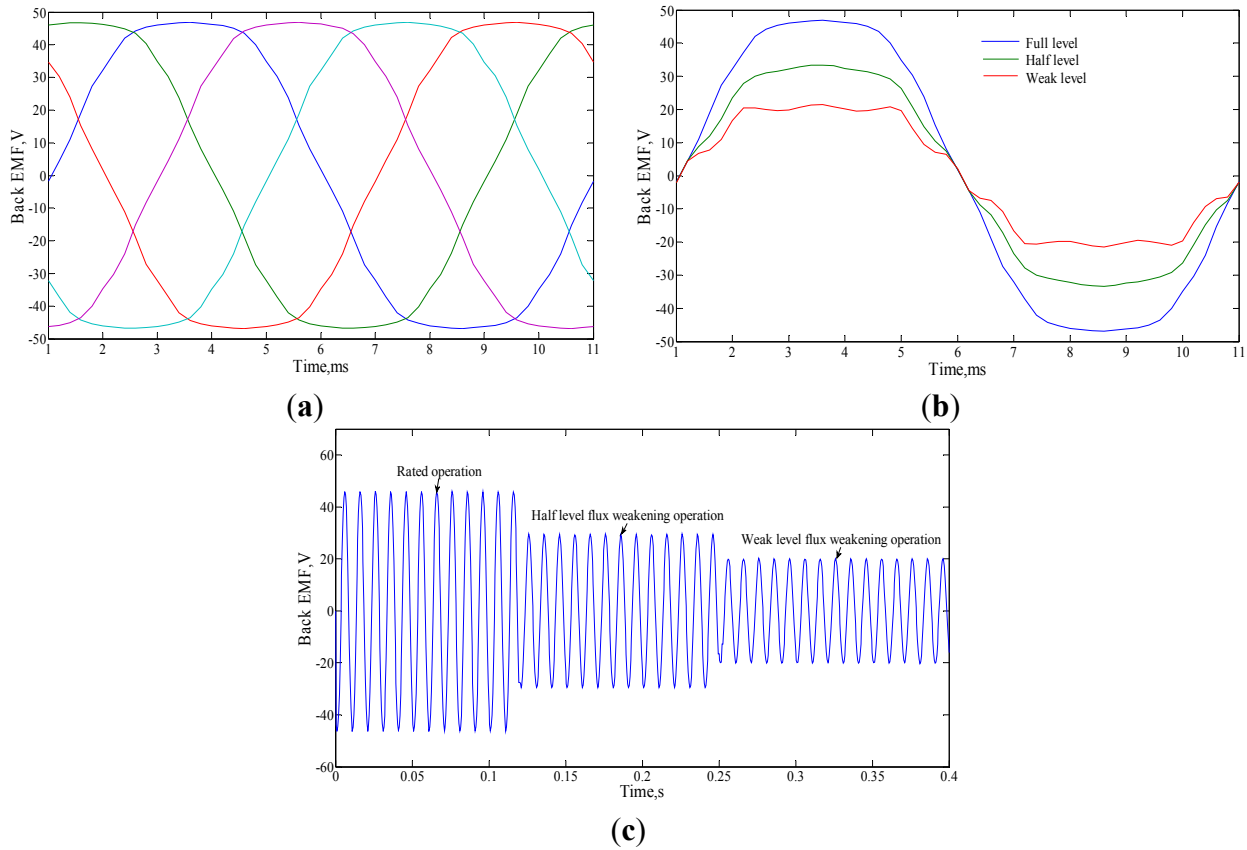 50
40
30
20
10
0
-10
-20
-30
-40
-50
Back EMF,V
1 2 3 4 5 6 7 8 9 10 11
Time,ms
(a)
50
40
30
20
10
0
-10
-20
-30
-40
-50
Back EMF,V
Full level
Half level
Weak level
1 2 3 4 5 6 7 8 9 10 11
Time,ms
(b)
60
40
20
0
-20
-40
-60
Back EMF,V
Rated operation
Half level flux weakening operation
Weak level flux weakening operation
0 0.05 0.1 0.15 0.2 0.25 0.3 0.35 0.4
Time,s
(c)